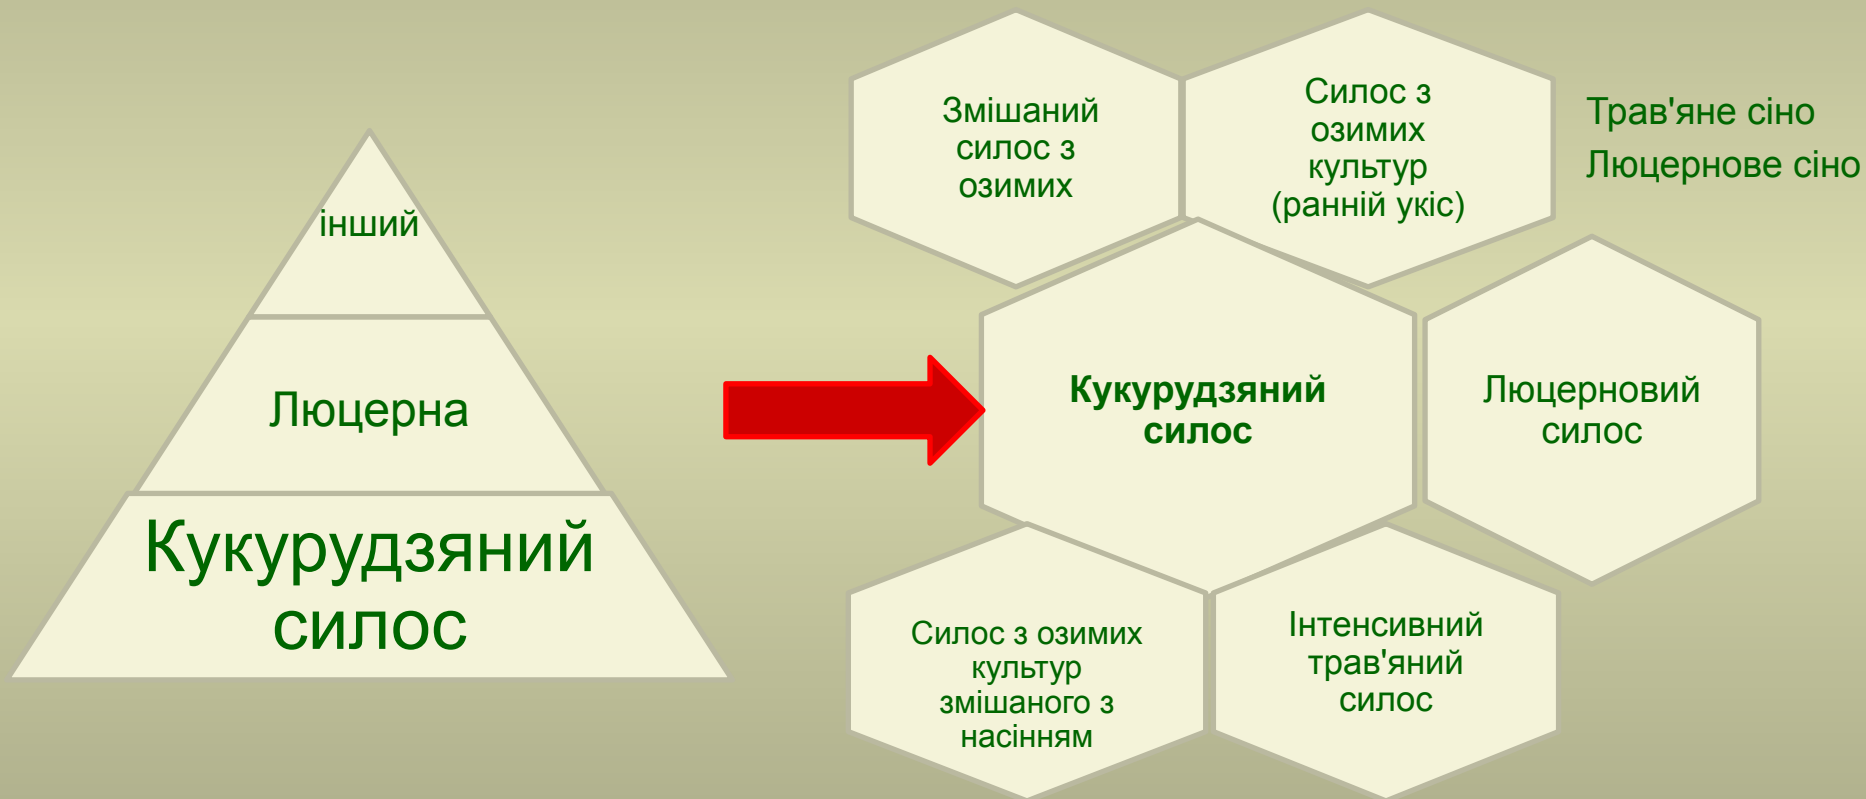 інший
Люцерна
Кукурудзяний
силос
Змішаний
силос з
озимих
Силос з
озимих
культур
(ранній укіс)
Трав'яне сіно
Люцернове сіно
Кукурудзяний
силос
Люцерновий
силос
Силос з озимих
культур
змішаного з
насінням
Інтенсивний
трав'яний
силос